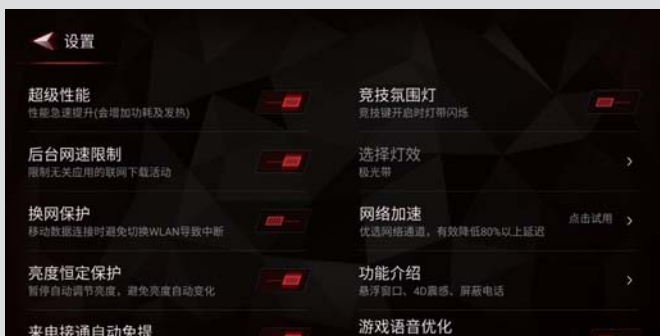 设置
超级性能
性能急速提升(会增加功耗及发热)
后台网速限制
限制无关应用的联网下载活动
换网保护
移动数据连接时避免切换WLAN导致中断
亮度恒定保护
暂停自动调节亮度，避免亮度自动变化
来电接通自动免提
竞技氛围灯
竞技键开启时灯带闪烁
选择灯效
极光带
网络加速
优选网络通道，有效降低80%以上延迟
点击试用
功能介绍
悬浮窗口、4D震感、屏蔽电话
游戏语音优化